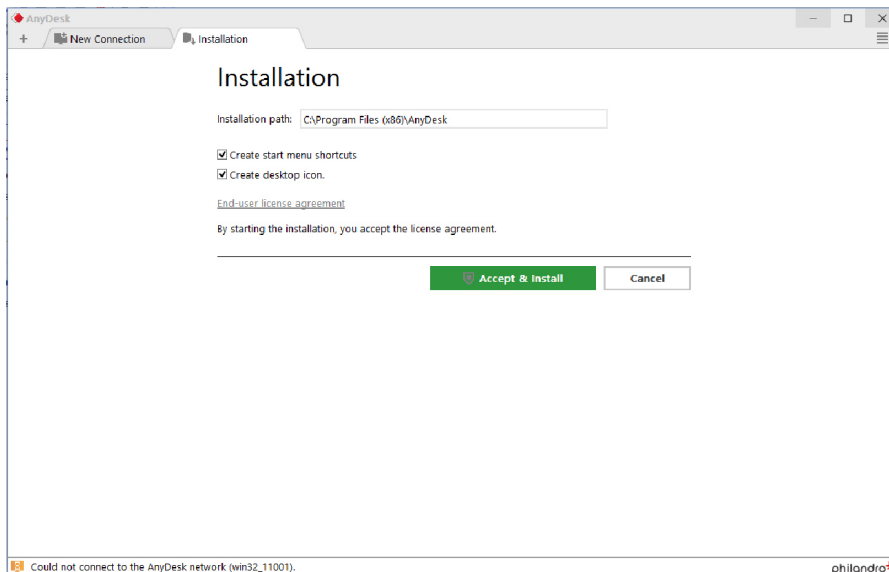 AnyDesk
New Connection
Installation
Installation
Installation path: C:\Program Files (x86)\AnyDesk
Create start menu shortcuts
Create desktop icon.
End-user license agreement
By starting the installation, you accept the license agreement.
Accept & Install
Cancel
Could not connect to the AnyDesk network (win32_11001).
philandro